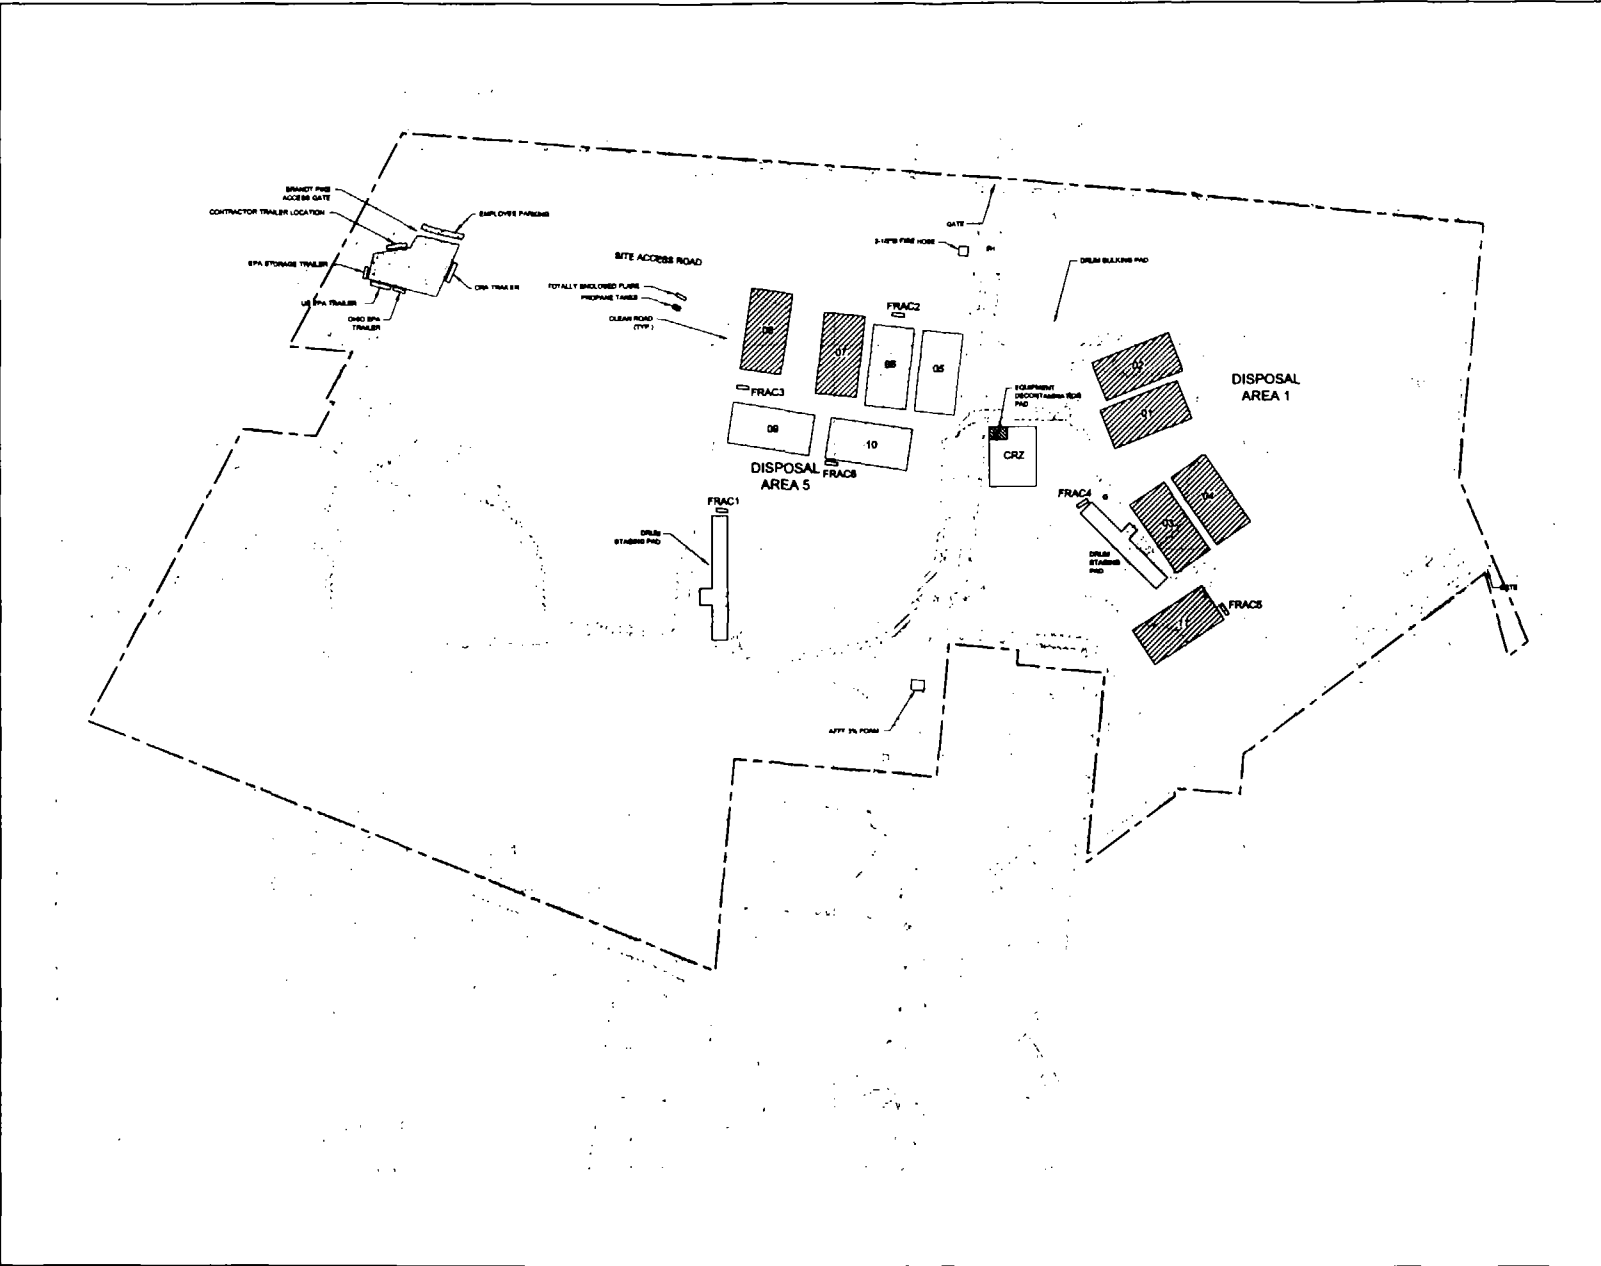 BRANDT PIKE
ACCESS GATE
CONTRACTOR TRAILER LOCATION
EMPLOYEE PARKING
EPA STORAGE TRAILER
CRA TRAILER
US EPA TRAILER
OHIO EPA
TRAILER
SITE ACCESS ROAD
TOTALLY ENCLOSED FLARE
PROPANE TANKS
CLEAN ROAD
(TYP.)
GATE
FIRE HOSE
DRUM BULKING PAD
FRAC2
08
07
06
05
FRAC3
09
10
DISPOSAL
AREA 5
FRAC6
EQUIPMENT
DECONTAMINATION
PAD
CRZ
02
01
DISPOSAL
AREA 1
FRAC1
DRUM
STAGING PAD
FRAC4
03
04
DRUM
STAGING
PAD
11
FRAC5
GATE
AFFF 3% FOAM